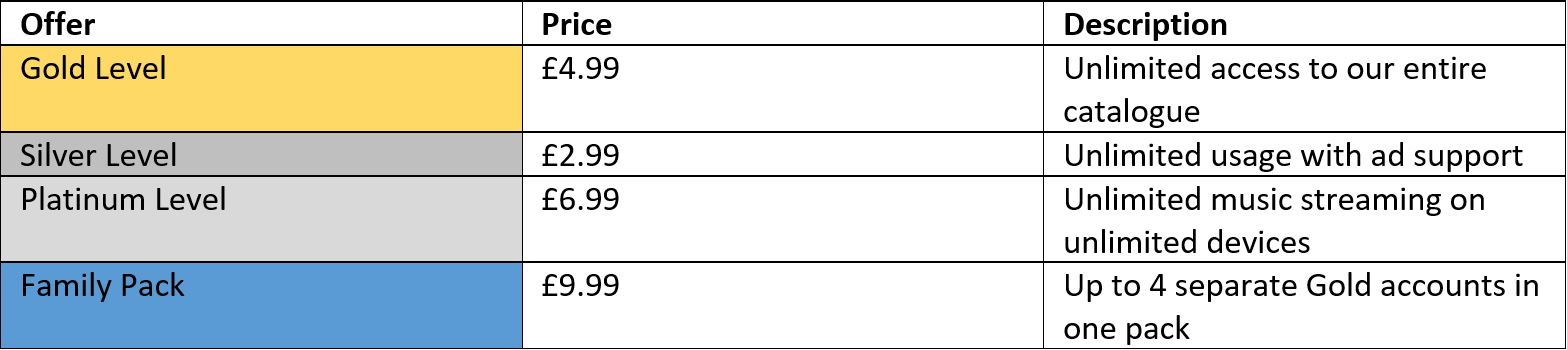 Offer Price Description
Gold Level £4.99 Unlimited access to our entire
catalogue
Silver Level £2.99 Unlimited usage with ad support
Platinum Level £6.99 Unlimited music streaming on
unlimited devices
Family Pack £9.99 Up to 4 separate Gold accounts in
one pack